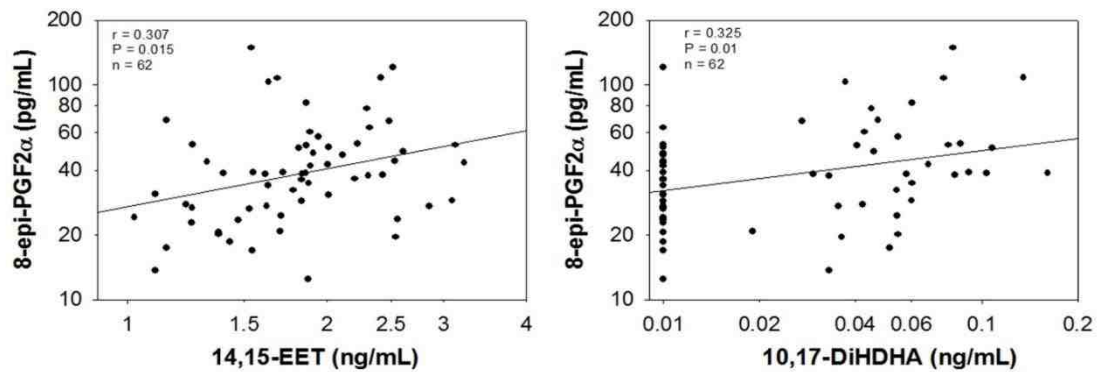 200
100
80
60
40
20
10
8-epi-PGF2α (pg/mL)
r = 0.307
P = 0.015
n = 62
1
1.5
2
2.5
3
4
14,15-EET (ng/mL)
200
100
80
60
40
20
10
8-epi-PGF2α (pg/mL)
r = 0.325
P = 0.01
n = 62
0.01
0.02
0.04
0.06
0.1
0.2
10,17-DiHDHA (ng/mL)